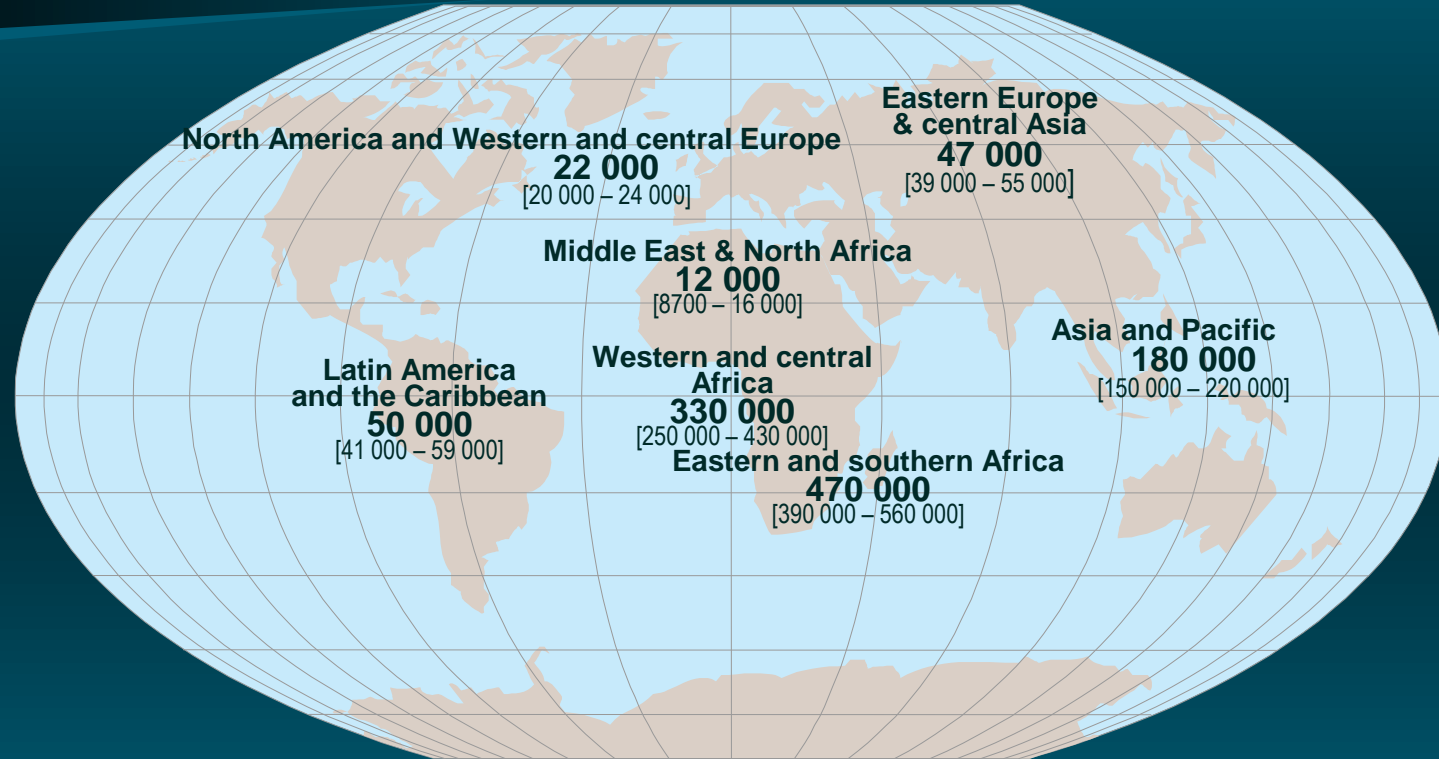 Eastern Europe
& central Asia
47 000
[39 000 – 55 000]
North America and Western and central Europe
22 000
[20 000 – 24 000]
Middle East & North Africa
12 000
[8700 – 16 000]
Asia and Pacific
180 000
[150 000 – 220 000]
Latin America
and the Caribbean
50 000
[41 000 – 59 000]
Western and central
Africa
330 000
[250 000 – 430 000]
Eastern and southern Africa
470 000
[390 000 – 560 000]